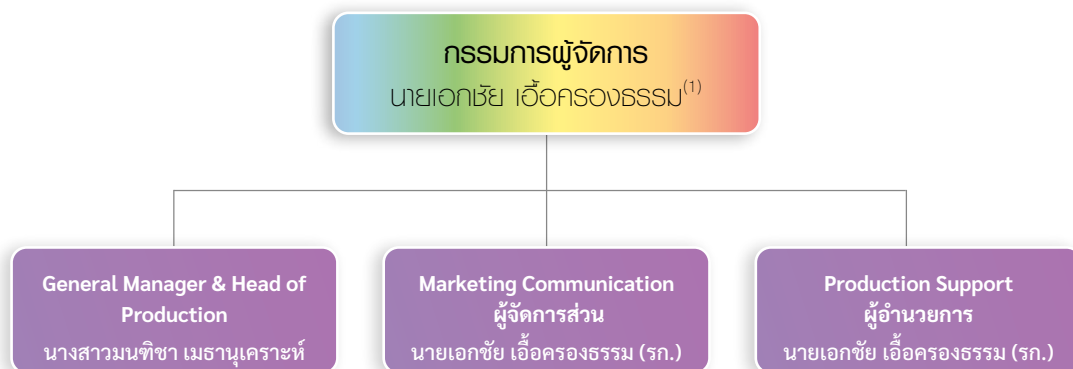 กรรมการผู้จัดการ
นายเอกชัย เอื้อครองธรรม(1)
General Manager & Head of
Production
นางสาวมนฑิชา เมธานุเคราะห์
Marketing Communication
ผู้จัดการส่วน
นายเอกชัย เอื้อครองธรรม (รก.)
Production Support
ผู้อำนวยการ
นายเอกชัย เอื้อครองธรรม (รก.)